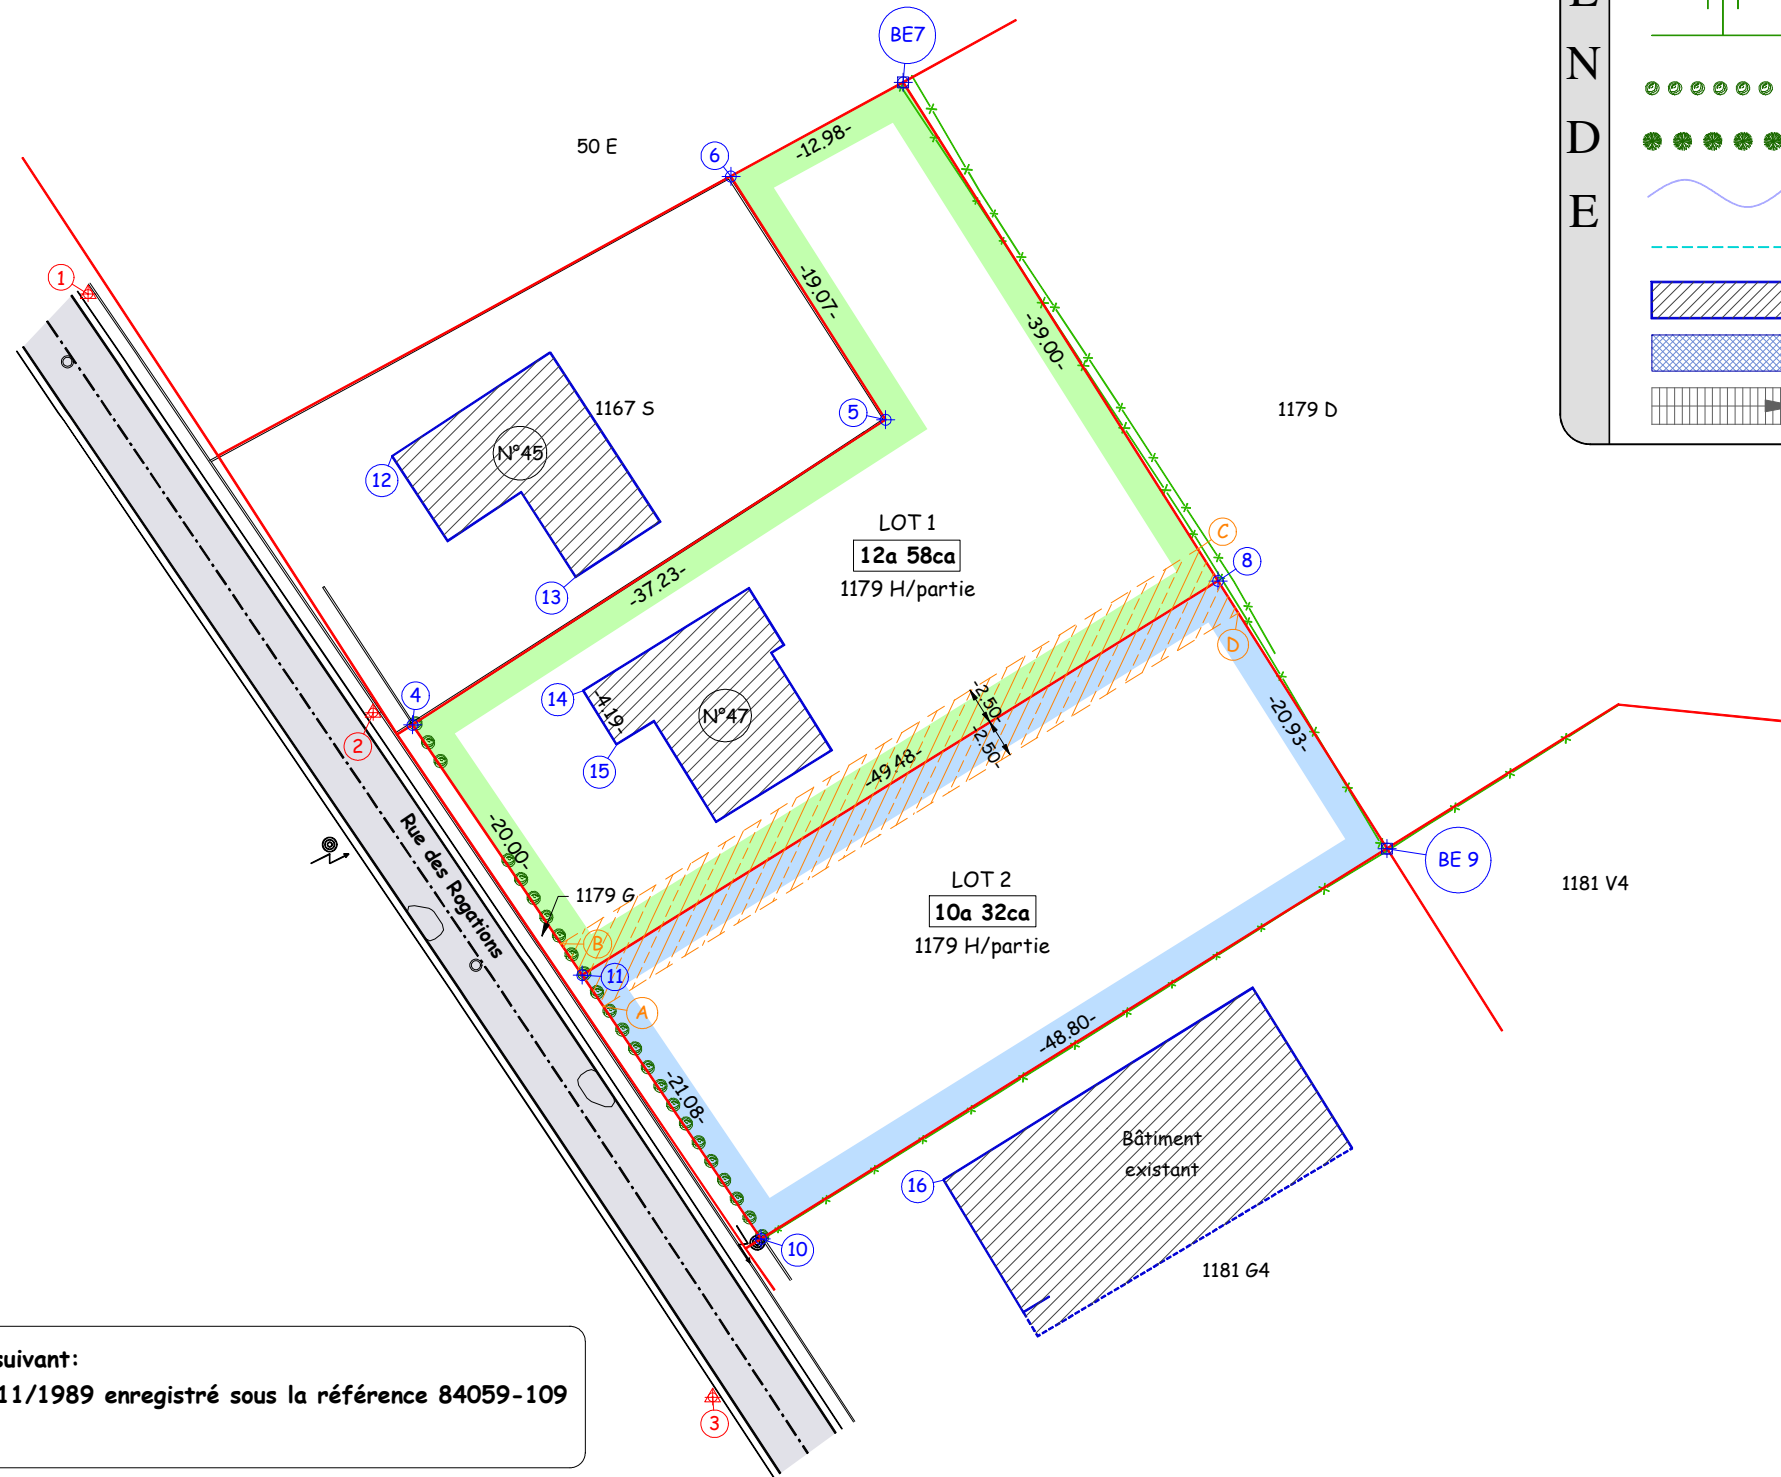 BE7
E
N
D
E
50 E
6
-12.98-
1
-19.07-
-39.00-
1167 S
5
1179 D
N°45
12
LOT 1
12a 58ca
1179 H/partie
C
8
13
-37.23-
D
4
14
-4.19-
N°47
-2.50-
-2.50-
-20.93-
2
15
-49.48-
Rue des Rogations
-20.00-
BE 9
1179 G
LOT 2
10a 32ca
1179 H/partie
1181 V4
B
11
A
-48.80-
-21.08-
Bâtiment
existant
16
10
1181 G4
suivant:
11/1989 enregistré sous la référence 84059-109
3